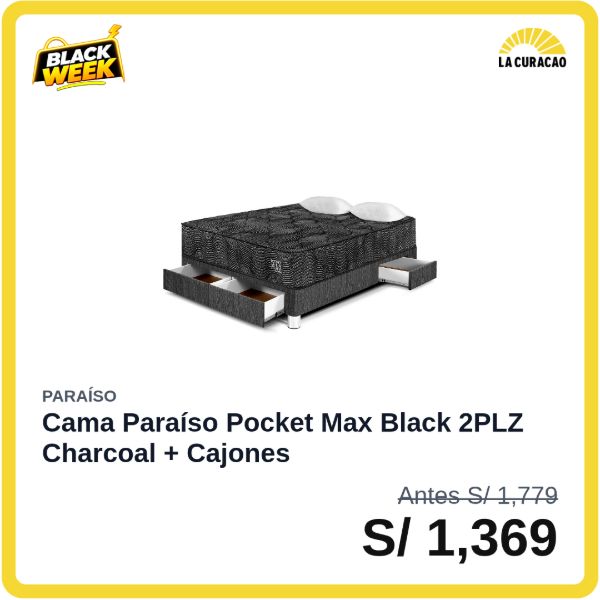 BLACK
WEEK
LA CURACAO
PARAÍSO
Cama Paraíso Pocket Max Black 2PLZ
Charcoal + Cajones
Antes S/ 1,779
S/ 1,369